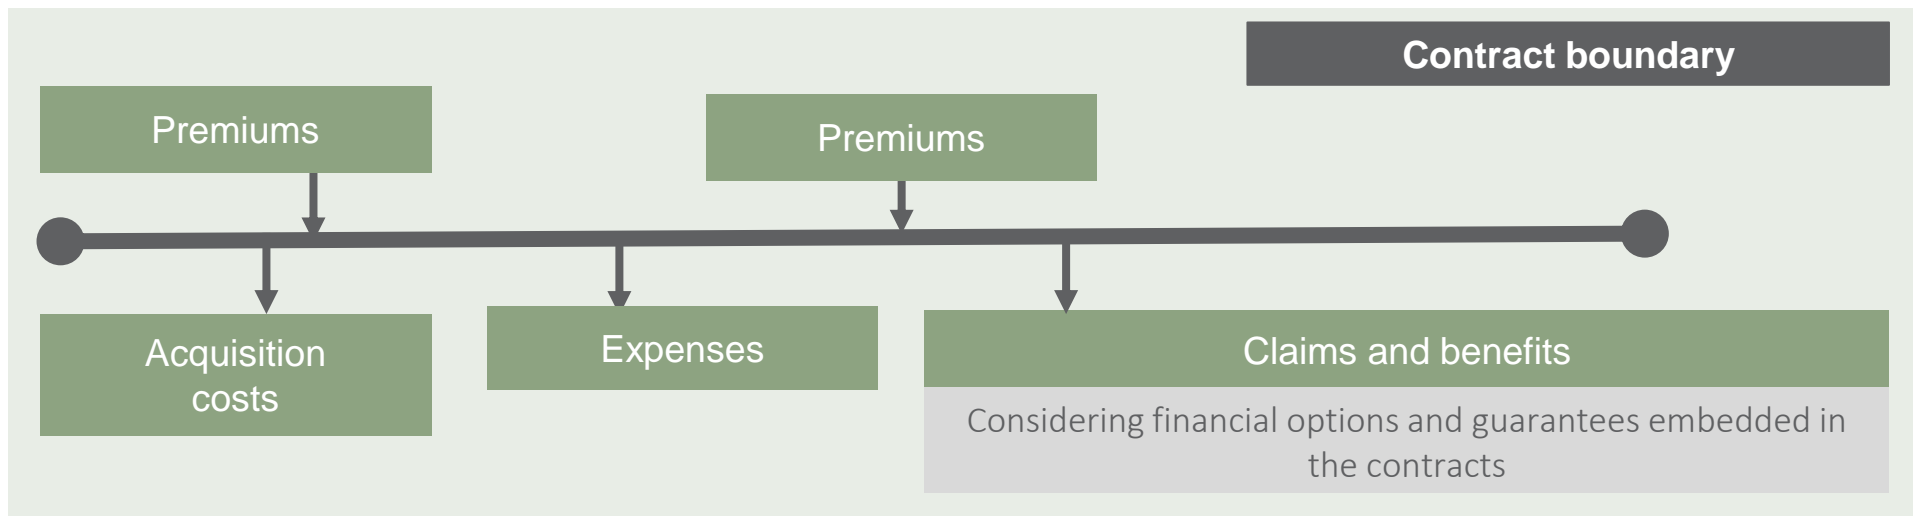 Contract boundary
Premiums
Premiums
Acquisition
costs
Expenses
Claims and benefits
Considering financial options and guarantees embedded in
the contracts